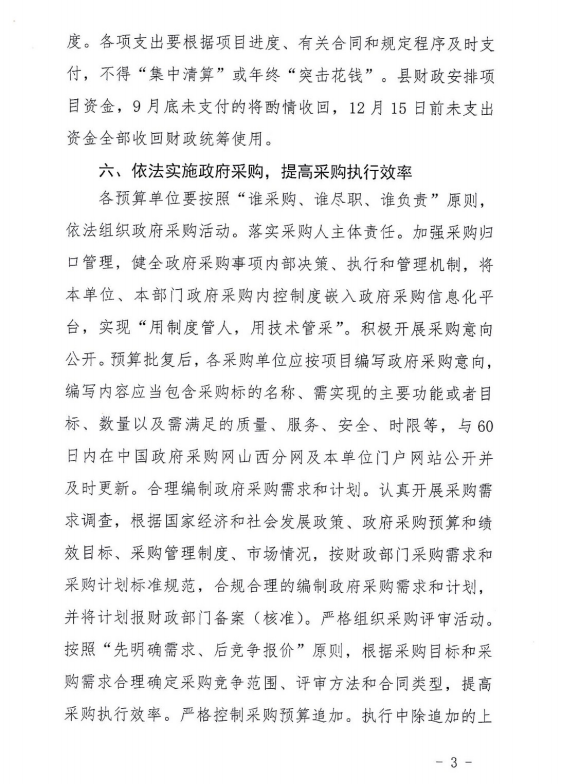 度。各项支出要根据项目进度、有关合同和规定程序及时支
付，不得“集中清算”或年终“突击花钱”。县财政安排项
目资金，9 月底未支付的将酌情收回，12 月 15 日前未支出
资金全部收回财政统筹使用。
六、依法实施政府采购，提高采购执行效率
各预算单位要按照“谁采购、谁尽职、谁负责”原则，
依法组织政府采购活动。落实采购人主体责任。加强采购归
口管理，健全政府采购事项内部决策、执行和管理机制，将
本单位、本部门政府采购内控制度嵌入政府采购信息化平
台，实现“用制度管人，用技术管采”。积极开展采购意向
公开。预算批复后，各采购单位应按项目编写政府采购意向，
编写内容应当包含采购标的名称、需实现的主要功能或者目
标、数量以及需满足的质量、服务、安全、时限等，与 60
日内在中国政府采购网山西分网及本单位门户网站公开并
及时更新。合理编制政府采购需求和计划。认真开展采购需
求调查，根据国家经济和社会发展政策、政府采购预算和绩
效目标、采购管理制度、市场情况，按财政部门采购需求和
采购计划标准规范，合规合理的编制政府采购需求和计划，
并将计划报财政部门备案（核准）。严格组织采购评审活动。
按照“先明确需求、后竞争报价”原则，根据采购目标和采
购需求合理确定采购竞争范围、评审方法和合同类型，提高
采购执行效率。严格控制采购预算追加。执行中除追加的上
- 3 -